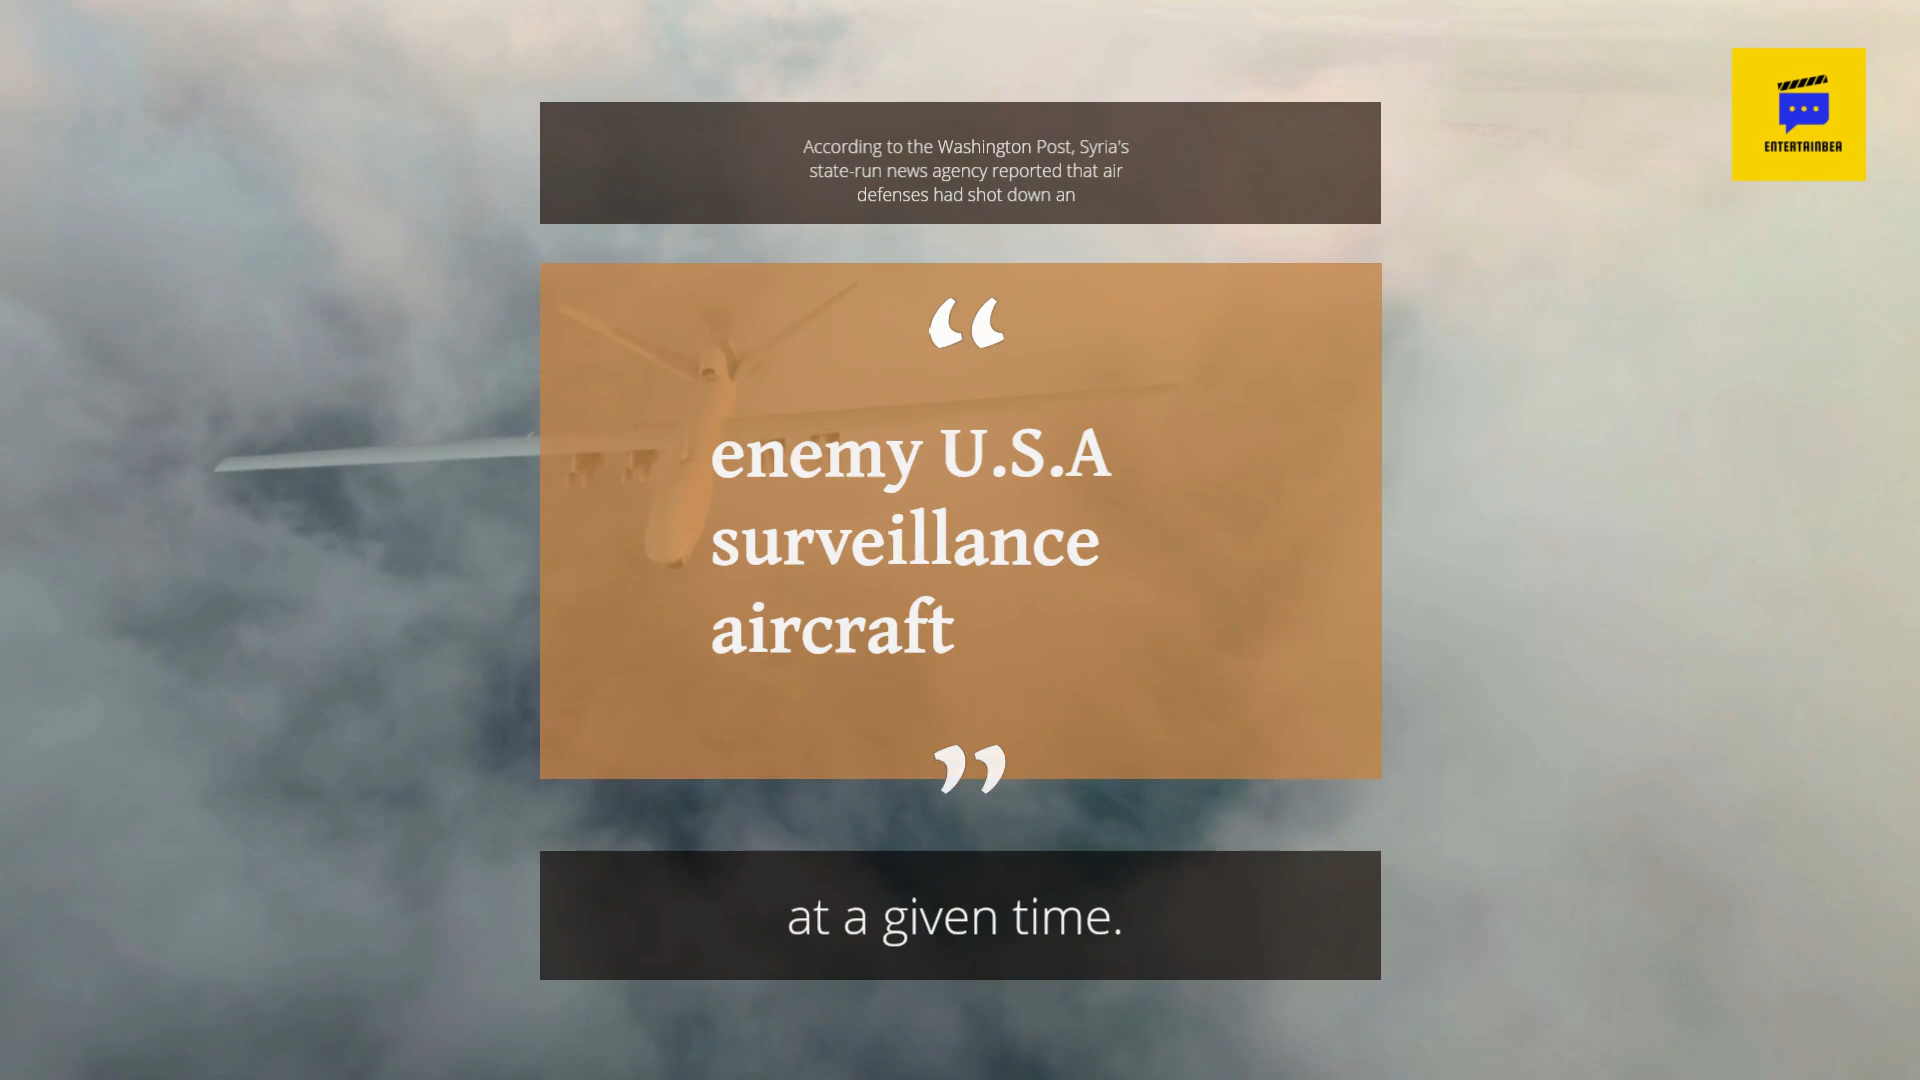 According to the Washington Post, Syria's
state-run news agency reported that air
defenses had shot down an
“
enemy U.S.A
surveillance
aircraft
”
at a given time.
ENTERTAINBEA